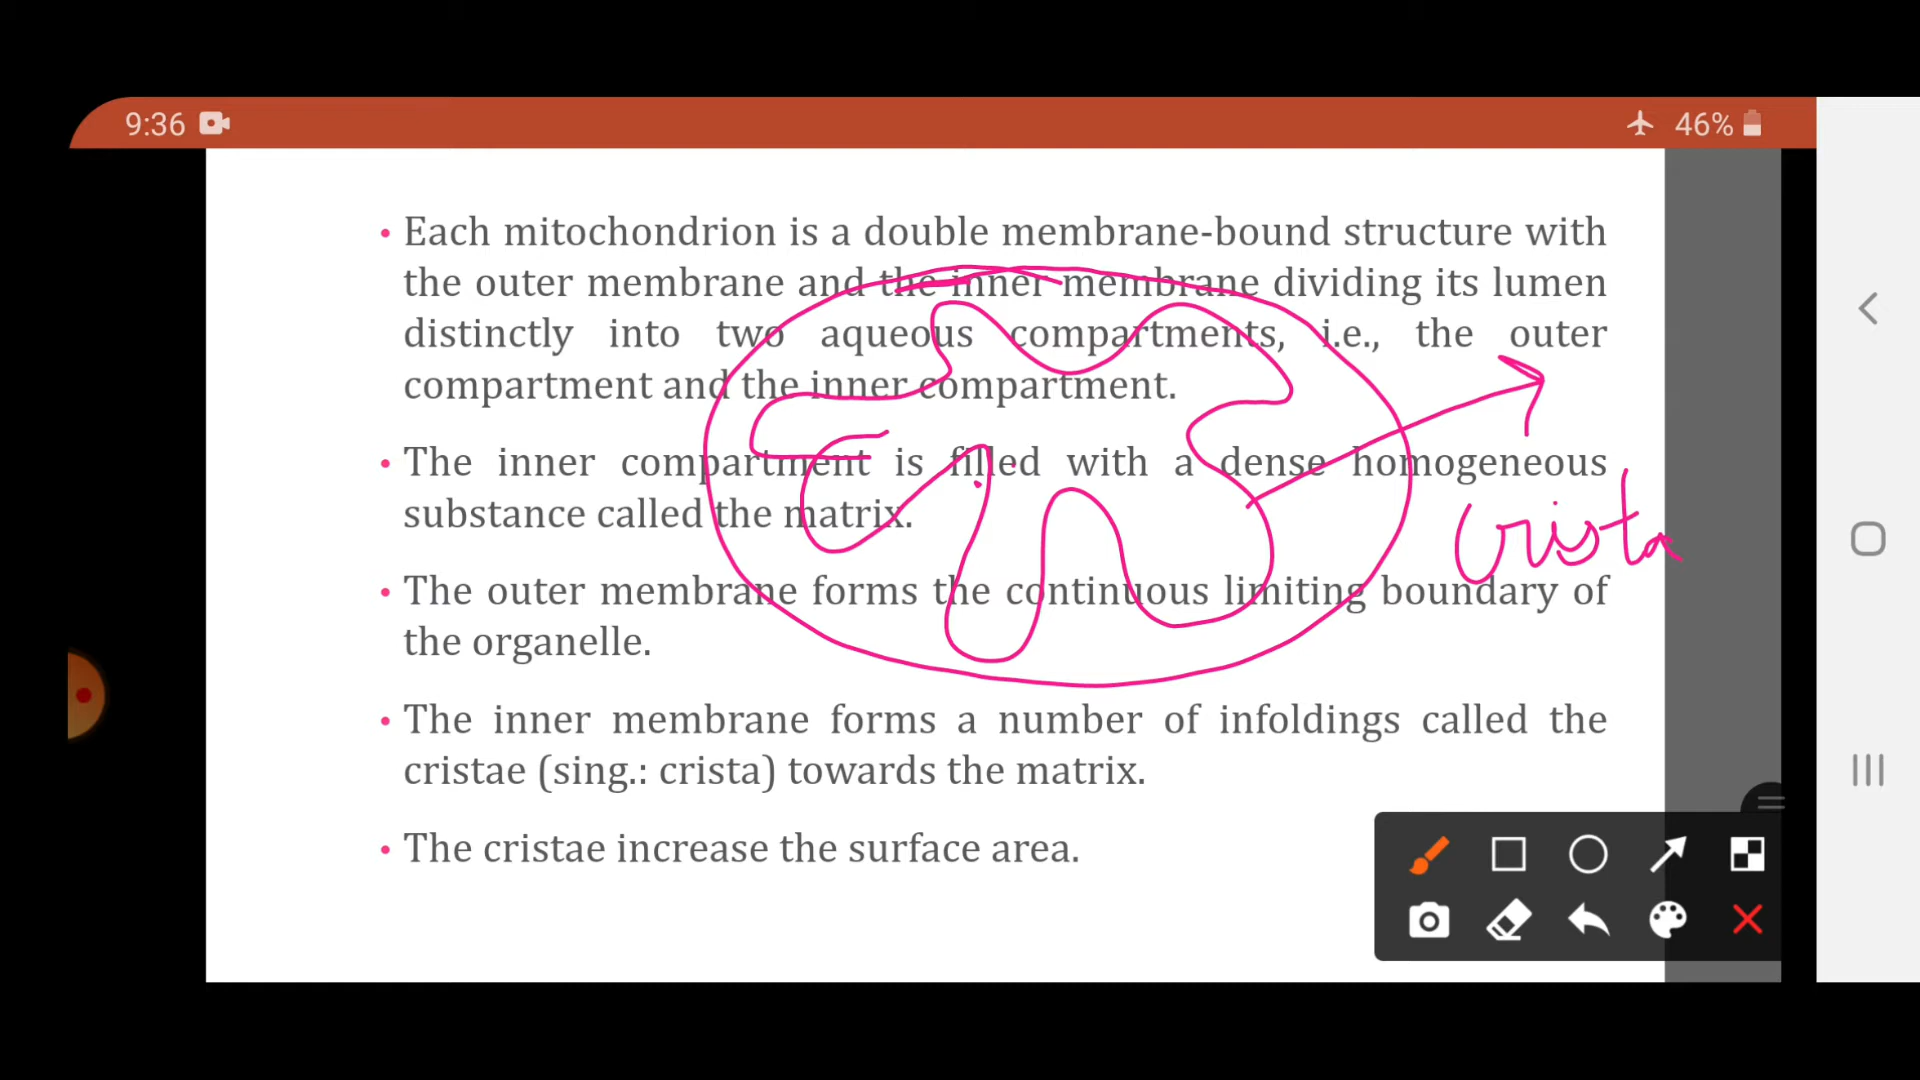 9:36
46%
• Each mitochondrion is a double membrane-bound structure with
the outer membrane and the inner membrane dividing its lumen
distinctly into two aqueous compartments, i.e., the outer
compartment and the inner compartment.
• The inner compartment is filled with a dense homogeneous
substance called the matrix.
crista
• The outer membrane forms the continuous limiting boundary of
the organelle.
• The inner membrane forms a number of infoldings called the
cristae (sing.: crista) towards the matrix.
• The cristae increase the surface area.